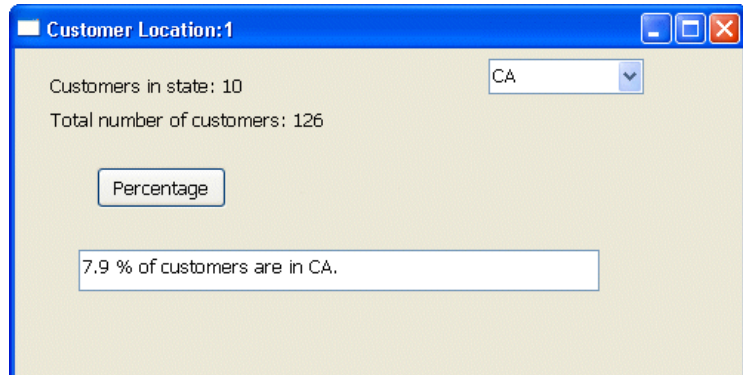 Customer Location:1
Customers in state: 10
CA
Total number of customers: 126
Percentage
7.9 % of customers are in CA.